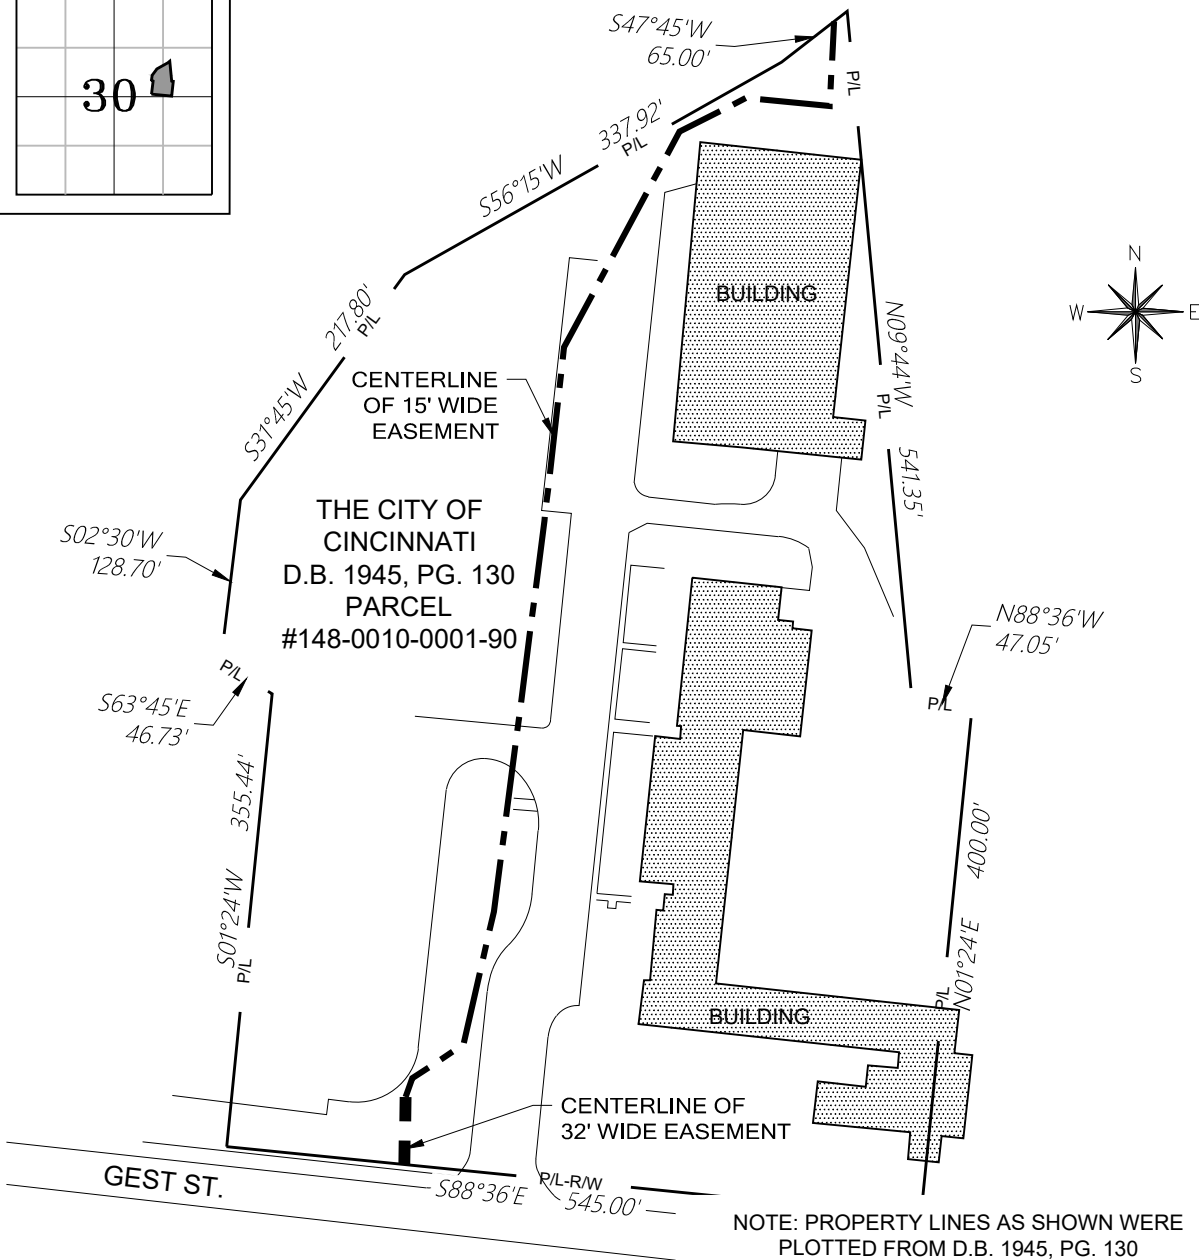 30
S47°45'W
65.00'
P/L
337.92'
P/L
S56°15'W
N
W E
S
BUILDING
217.80'
P/L
N09°44'W
P/L
541.35'
CENTERLINE
OF 15' WIDE
EASEMENT
S31°45'W
THE CITY OF
CINCINNATI
D.B. 1945, PG. 130
PARCEL
#148-0010-0001-90
S02°30'W
128.70'
N88°36'W
47.05'
P/L
P/L
S63°45'E
46.73'
355.44'
400.00'
S01°24'W
P/L
N01°24'E
P/L
BUILDING
CENTERLINE OF
32' WIDE EASEMENT
GEST ST.
S88°36'E
P/L-R/W
545.00'
NOTE: PROPERTY LINES AS SHOWN WERE
PLOTTED FROM D.B. 1945, PG. 130